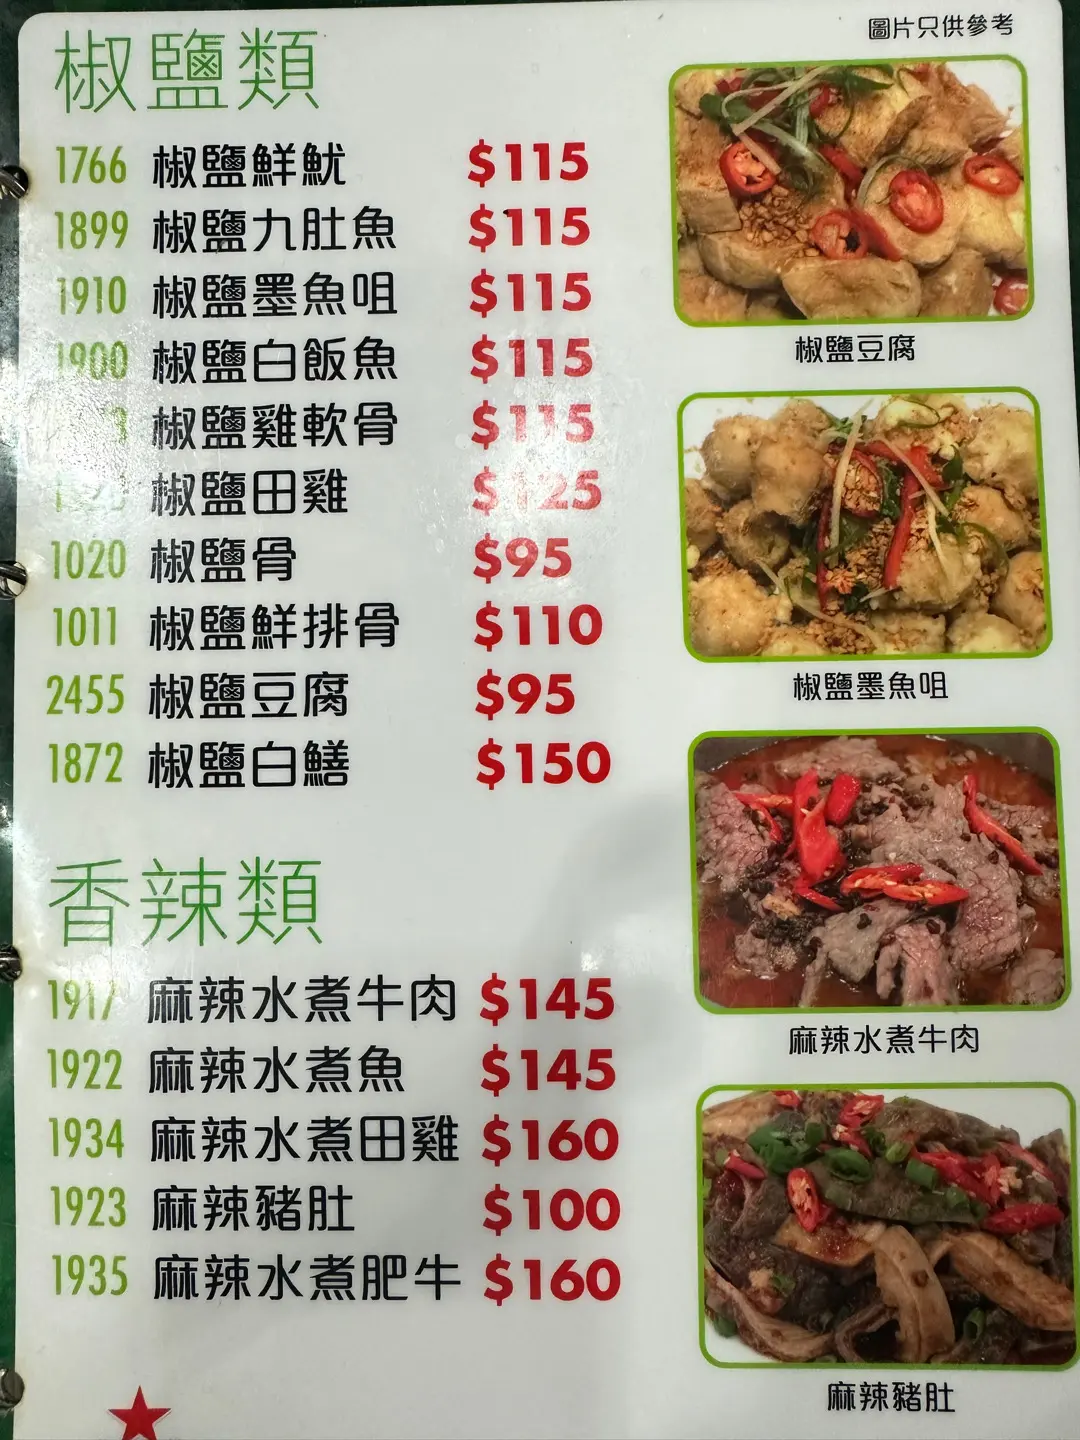 圖片只供參考
椒鹽類
1766 椒鹽鮮魷 $115
1899 椒鹽九肚魚 $115
1910 椒鹽墨魚咀 $115
1900 椒鹽白飯魚 $115
椒鹽雞軟骨 $115
椒鹽田雞 $125
1020 椒鹽骨 $95
1011 椒鹽鮮排骨 $110
2455 椒鹽豆腐 $95
1872 椒鹽白鱔 $150
香辣類
1917 麻辣水煮牛肉 $145
1922 麻辣水煮魚 $145
1934 麻辣水煮田雞 $160
1923 麻辣豬肚 $100
1935 麻辣水煮肥牛 $160
椒鹽豆腐
椒鹽墨魚咀
麻辣水煮牛肉
麻辣豬肚